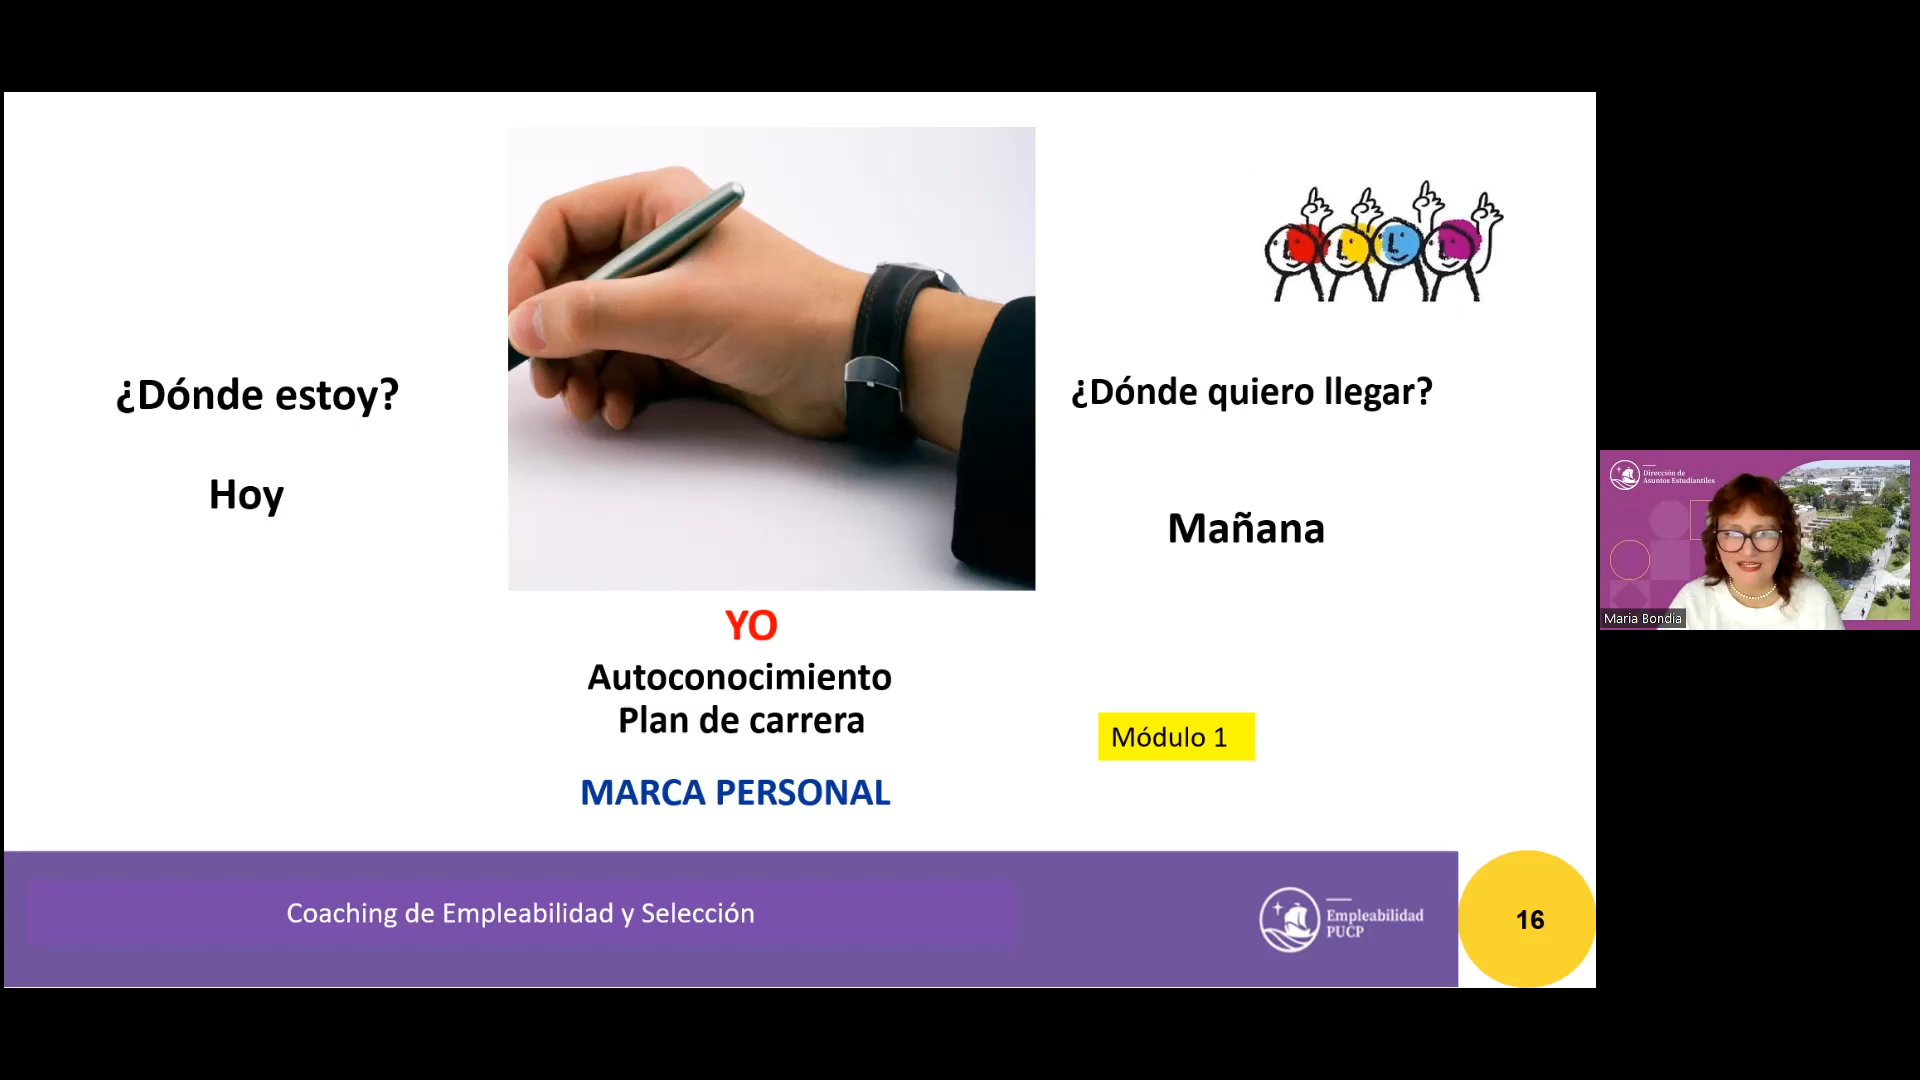 ¿Dónde estoy?
Hoy
¿Dónde quiero llegar?
Mañana
YO
Autoconocimiento
Plan de carrera
MARCA PERSONAL
Módulo 1
Coaching de Empleabilidad y Selección
Empleabilidad
PUCP
16
Dirección de
Asuntos Estudiantiles
Maria Bondia